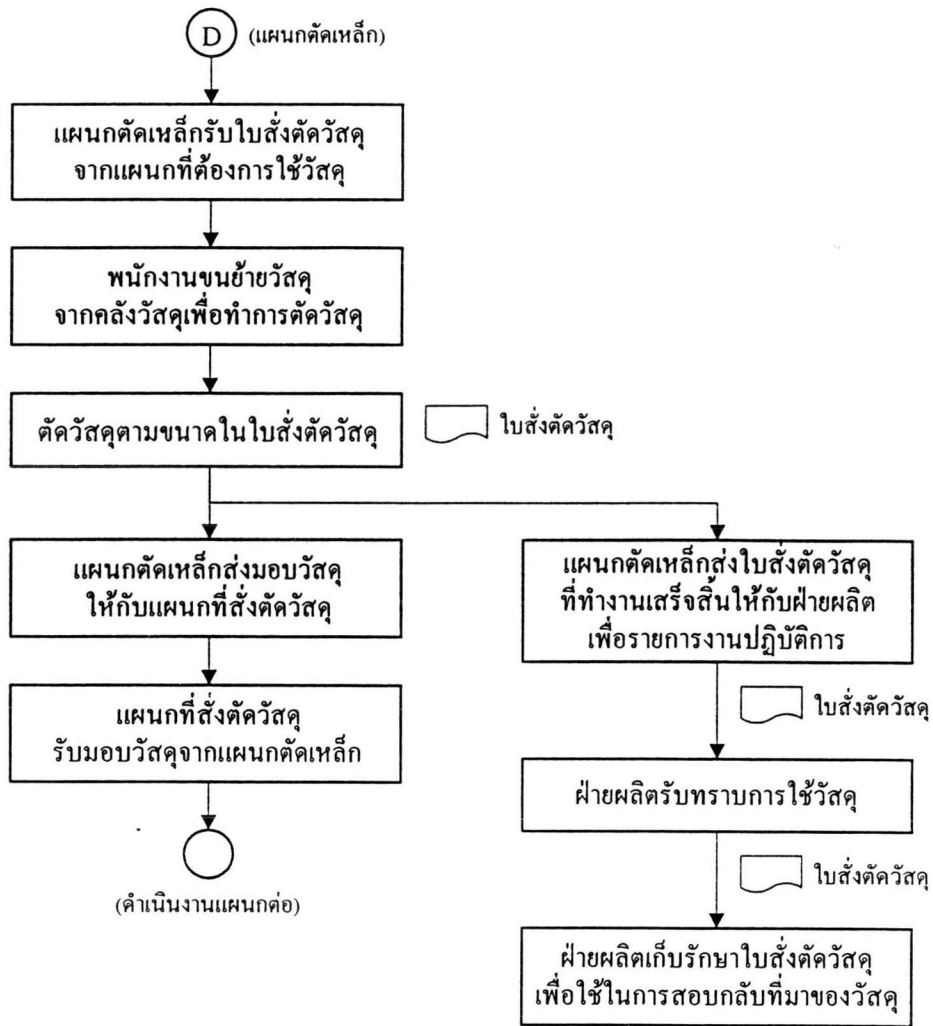 D (แผนกตัดเหล็ก)
แผนกตัดเหล็กรับใบสั่งตัดวัสดุ
จากแผนกที่ต้องการใช้วัสดุ
พนักงานขนย้ายวัสดุ
จากคลังวัสดุเพื่อทำการตัดวัสดุ
ตัดวัสดุตามขนาดในใบสั่งตัดวัสดุ
ใบสั่งตัดวัสดุ
แผนกตัดเหล็กส่งมอบวัสดุ
ให้กับแผนกที่สั่งตัดวัสดุ
แผนกที่สั่งตัดวัสดุ
รับมอบวัสดุจากแผนกตัดเหล็ก
(ดำเนินงานแผนกต่อ)
แผนกตัดเหล็กส่งใบสั่งตัดวัสดุ
ที่ทำงานเสร็จสิ้นให้กับฝ่ายผลิต
เพื่อรายการงานปฏิบัติการ
ใบสั่งตัดวัสดุ
ฝ่ายผลิตรับทราบการใช้วัสดุ
ใบสั่งตัดวัสดุ
ฝ่ายผลิตเก็บรักษาใบสั่งตัดวัสดุ
เพื่อใช้ในการสอบกลับที่มาของวัสดุ